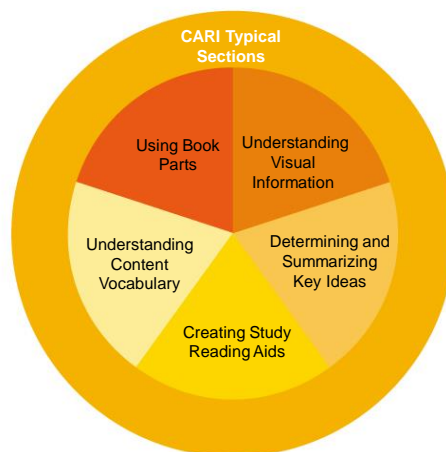 CARI Typical
Sections
Using Book
Parts
Understanding
Visual
Information
Understanding
Content
Vocabulary
Determining and
Summarizing
Key Ideas
Creating Study
Reading Aids